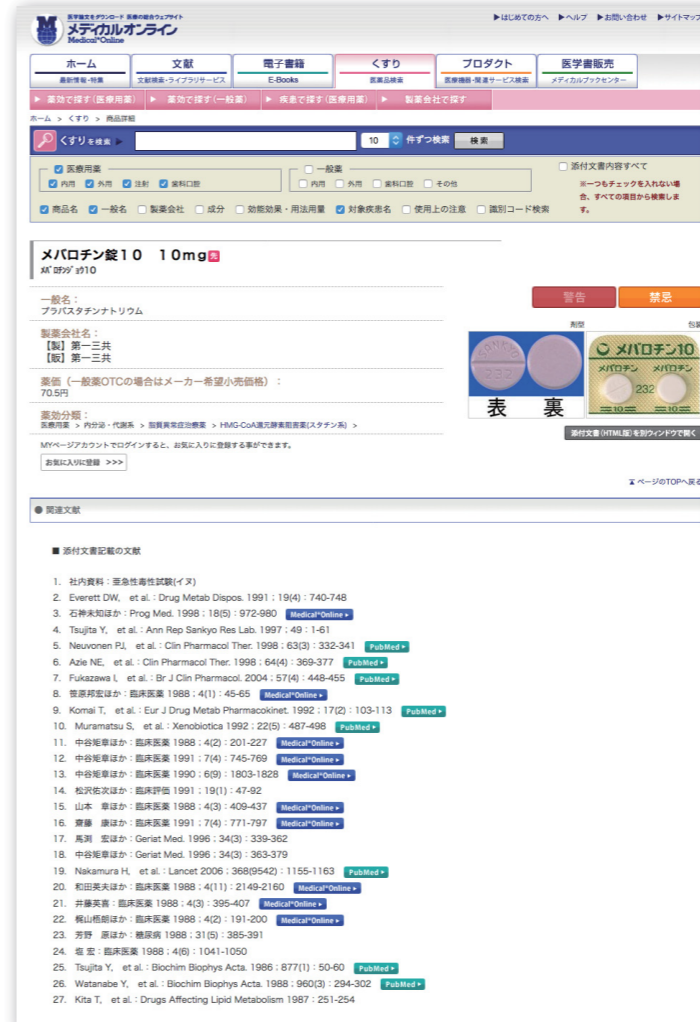 医学論文をダウンロード 医療の総合ウェブサイト
メディカルオンライン
Medical*Online
▶はじめての方へ ▶ヘルプ ▶お問い合わせ ▶サイトマップ
ホーム 文献 電子書籍 くすり プロダクト 医学書販売
最新情報・特集 文献検索・ライブラリサービス E-Books 医薬品検索 医療機器・関連サービス検索 メディカルブックセンター
▶ 薬効で探す(医療用薬) ▶ 薬効で探す(一般薬) ▶ 疾患で探す(医療用薬) ▶ 製薬会社で探す
ホーム > くすり > 商品詳細
くすりを検索 ▶ 10 件ずつ検索 検索
医療用薬 一般薬 添付文書内容すべて
内用 外用 注射 歯科口腔 内用 外用 歯科口腔 その他
※一つもチェックを入れない場
合、すべての項目から検索しま
す。
商品名 一般名 製薬会社 成分 効能効果・用法用量 対象疾患名 使用上の注意 識別コード検索
メバロチン錠10 10mg 先
ﾒﾊﾞﾛﾁﾝｼﾞｮｳ10
一般名：
プラバスタチンナトリウム
警告 禁忌
製薬会社名：
【製】第一三共
【販】第一三共
剤型 包装
SANKYO
232
表 裏
メバロチン10
メバロチン メバロチン
232
10 10
薬価（一般薬OTCの場合はメーカー希望小売価格）：
70.5円
薬効分類：
医療用薬 > 内分泌・代謝系 > 脂質異常症治療薬 > HMG-CoA還元酵素阻害薬(スタチン系) >
添付文書(HTML版)を別ウィンドウで開く
MYページアカウントでログインすると、お気に入りに登録する事ができます。
お気に入りに登録 >>>
ページのTOPへ戻る
● 関連文献
■ 添付文書記載の文献
1. 社内資料：亜急性毒性試験(イヌ)
2. Everett DW, et al.：Drug Metab Dispos. 1991；19(4)：740-748
3. 石神未知ほか：Prog Med. 1998；18(5)：972-980 Medical*Online
4. Tsujita Y, et al.：Ann Rep Sankyo Res Lab. 1997；49：1-61
5. Neuvonen PJ, et al.：Clin Pharmacol Ther. 1998；63(3)：332-341 PubMed
6. Azie NE, et al.：Clin Pharmacol Ther. 1998；64(4)：369-377 PubMed
7. Fukazawa I, et al.：Br J Clin Pharmacol. 2004；57(4)：448-455 PubMed
8. 笹原邦宏ほか：臨床医薬 1988；4(1)：45-65 Medical*Online
9. Komai T, et al.：Eur J Drug Metab Pharmacokinet. 1992；17(2)：103-113 PubMed
10. Muramatsu S, et al.：Xenobiotica 1992；22(5)：487-498 PubMed
11. 中谷矩章ほか：臨床医薬 1988；4(2)：201-227 Medical*Online
12. 中谷矩章ほか：臨床医薬 1991；7(4)：745-769 Medical*Online
13. 中谷矩章ほか：臨床医薬 1990；6(9)：1803-1828 Medical*Online
14. 松沢佑次ほか：臨床評価 1991；19(1)：47-92
15. 山本 章ほか：臨床医薬 1988；4(3)：409-437 Medical*Online
16. 齋藤 康ほか：臨床医薬 1991；7(4)：771-797 Medical*Online
17. 馬渕 宏ほか：Geriat Med. 1996；34(3)：339-362
18. 中谷矩章ほか：Geriat Med. 1996；34(3)：363-379
19. Nakamura H, et al.：Lancet 2006；368(9542)：1155-1163 PubMed
20. 和田英夫ほか：臨床医薬 1988；4(11)：2149-2160 Medical*Online
21. 井藤英喜：臨床医薬 1988；4(3)：395-407 Medical*Online
22. 梶山梧朗ほか：臨床医薬 1988；4(2)：191-200 Medical*Online
23. 芳野 原ほか：糖尿病 1988；31(5)：385-391
24. 塩 宏：臨床医薬 1988；4(6)：1041-1050
25. Tsujita Y, et al.：Biochim Biophys Acta. 1986；877(1)：50-60 PubMed
26. Watanabe Y, et al.：Biochim Biophys Acta. 1988；960(3)：294-302 PubMed
27. Kita T, et al.：Drugs Affecting Lipid Metabolism 1987：251-254